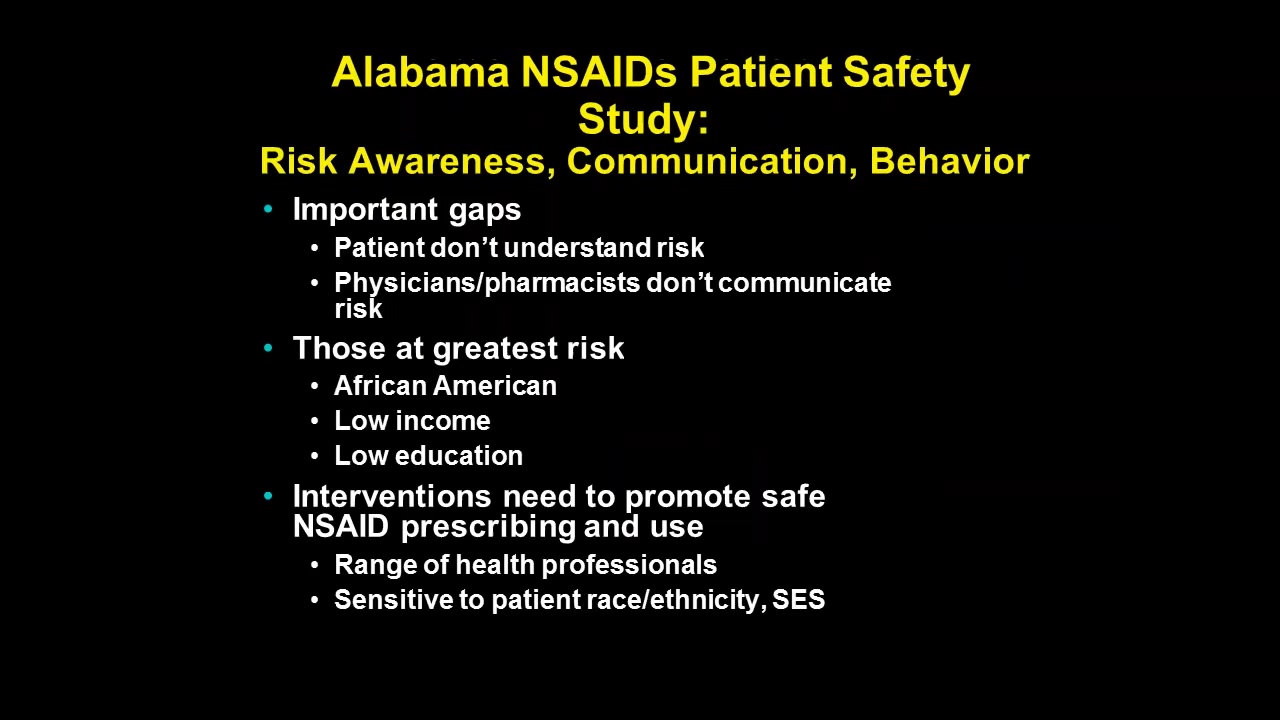 Alabama NSAIDs Patient Safety
Study:
Risk Awareness, Communication, Behavior
• Important gaps
• Patient don’t understand risk
• Physicians/pharmacists don’t communicate
risk
• Those at greatest risk
• African American
• Low income
• Low education
• Interventions need to promote safe
NSAID prescribing and use
• Range of health professionals
• Sensitive to patient race/ethnicity, SES